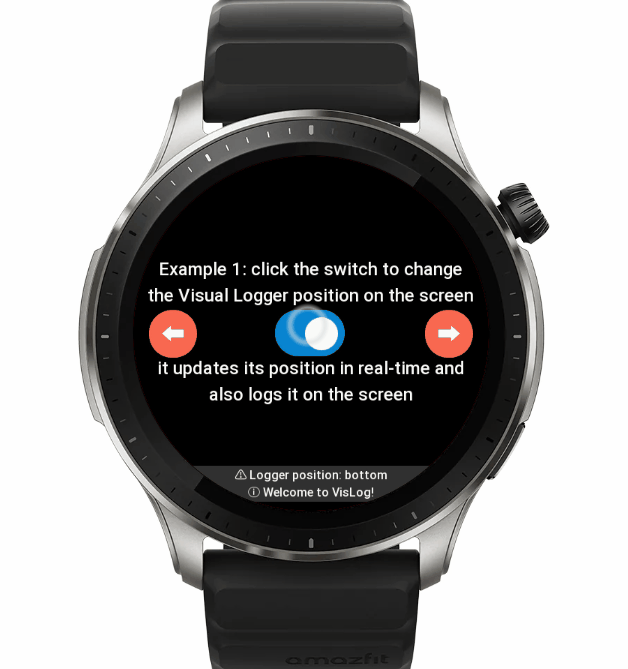 Example 1: click the switch to change
the Visual Logger position on the screen
it updates its position in real-time and
also logs it on the screen
⚠ Logger position: bottom
ⓘ Welcome to VisLog!
amazfit